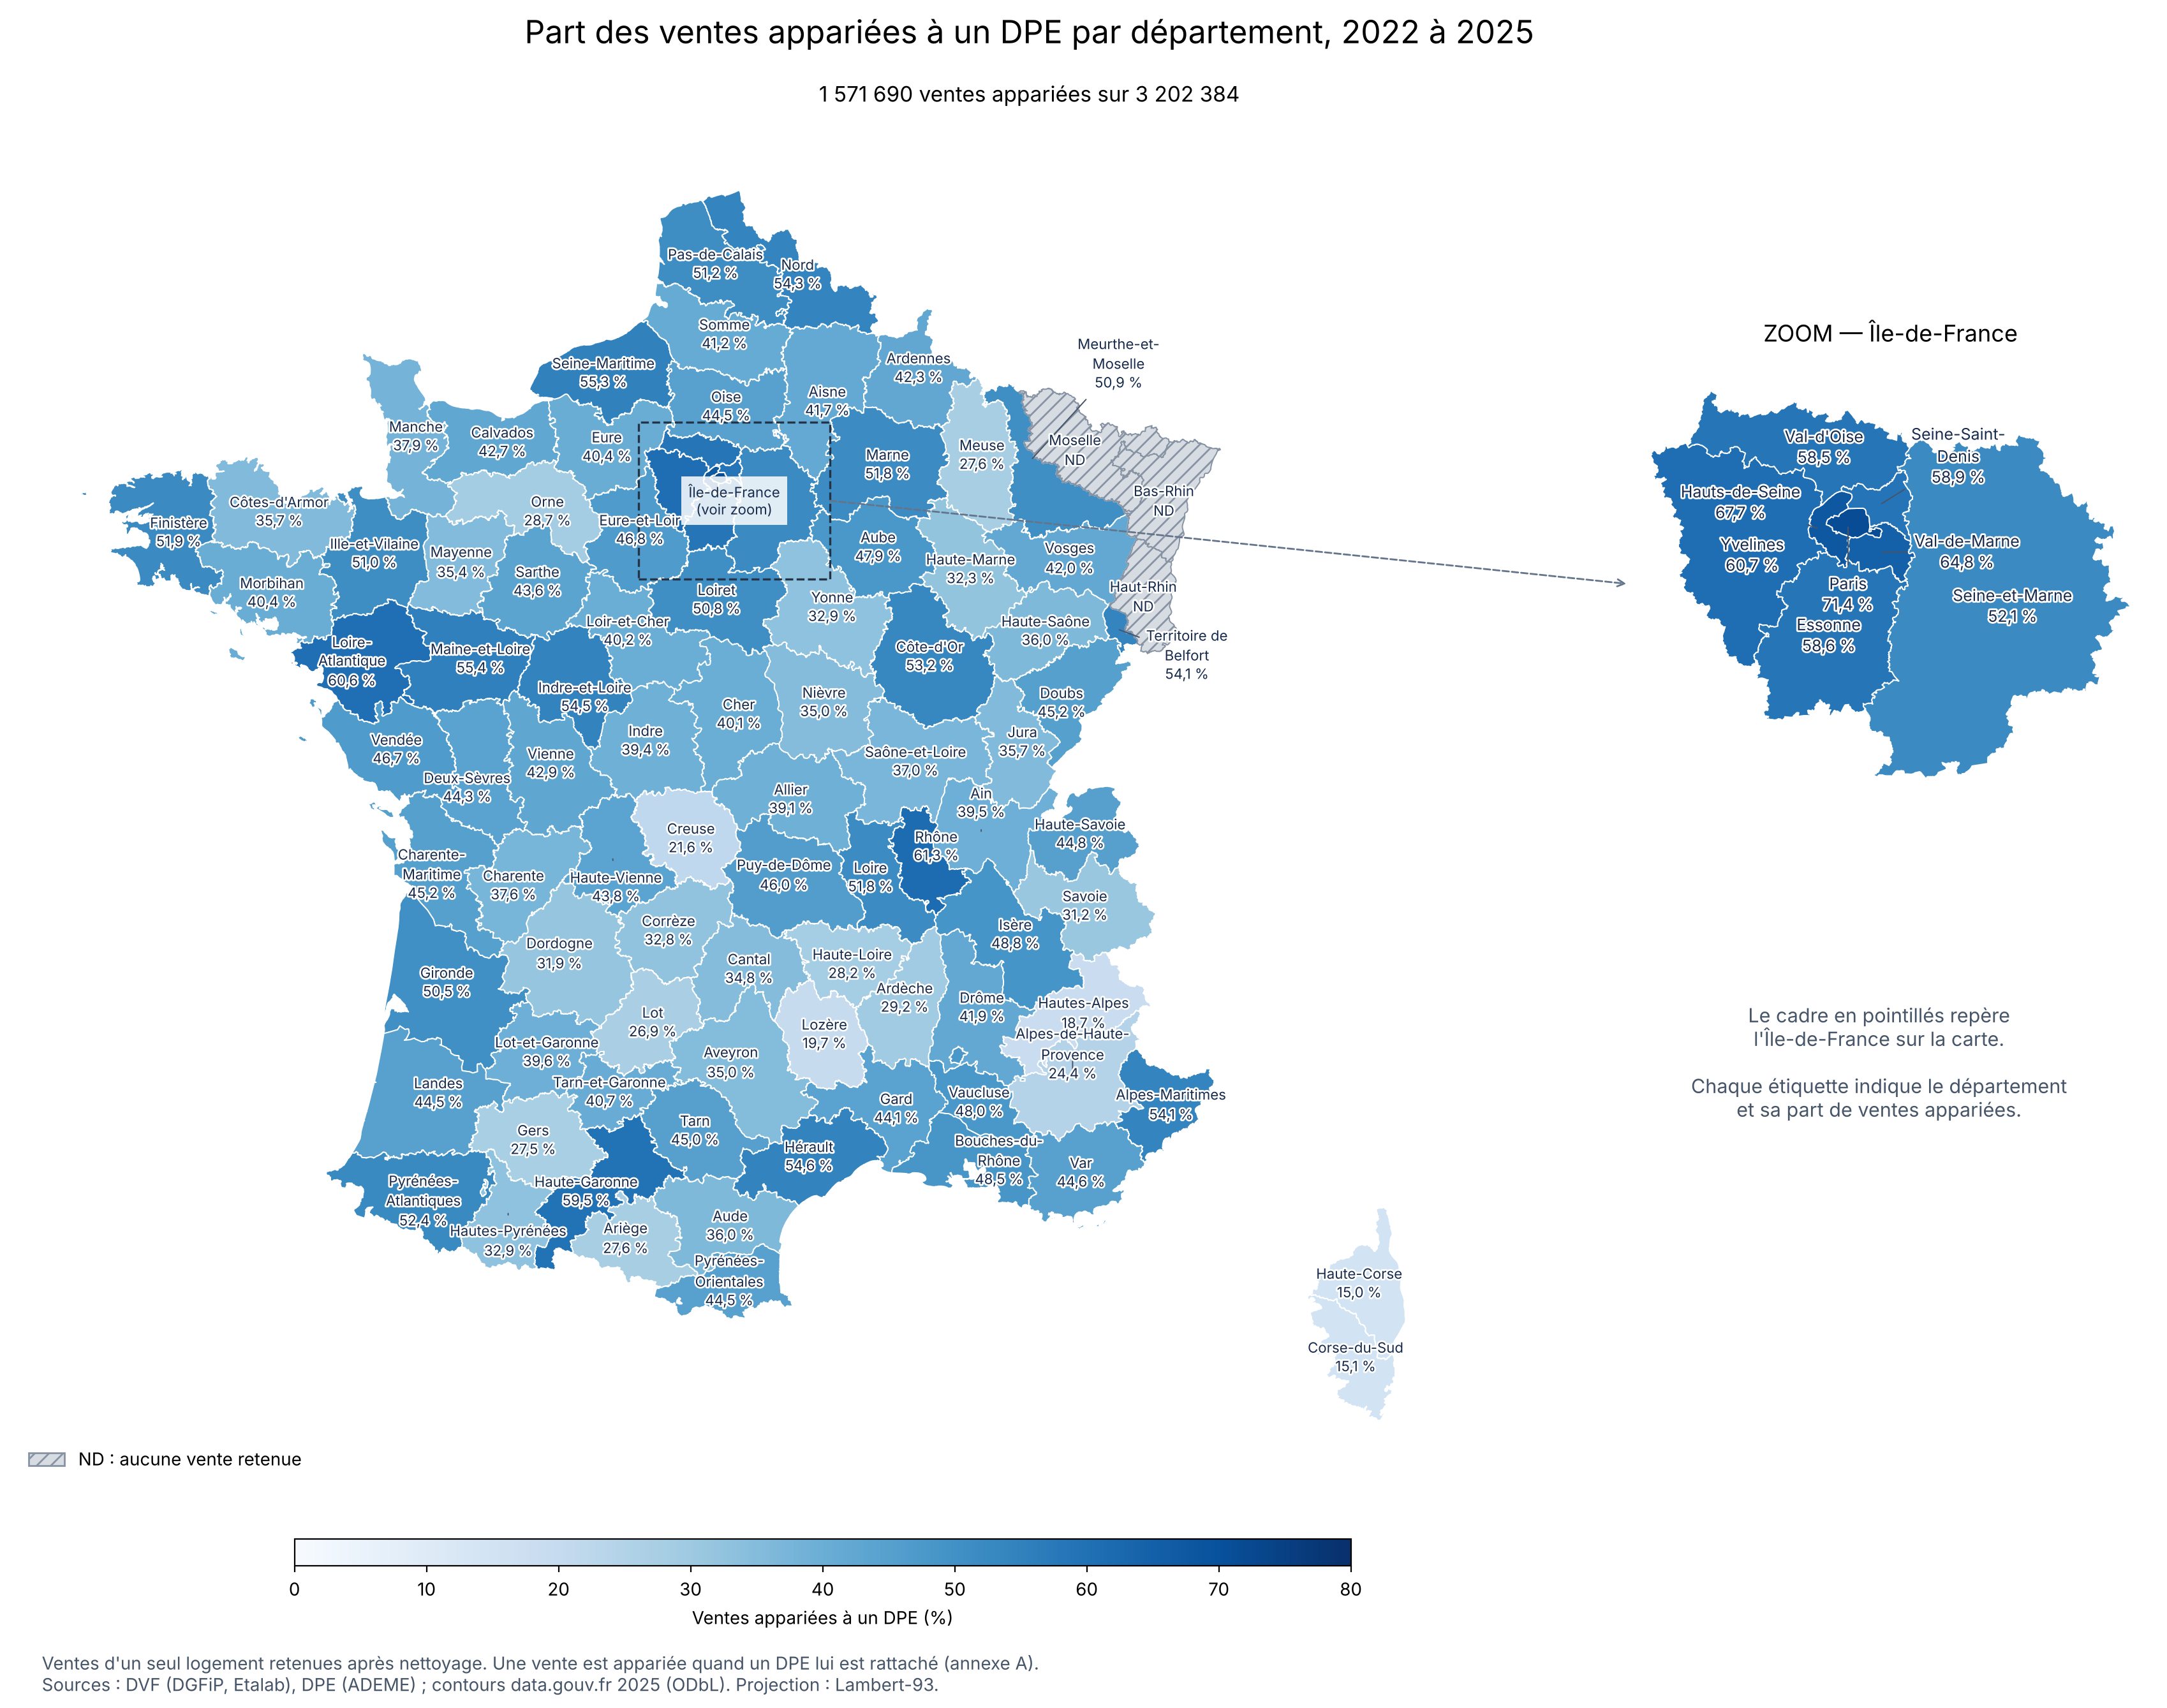 Part des ventes appariées à un DPE par département, 2022 à 2025
1 571 690 ventes appariées sur 3 202 384
Pas-de-Calais
51,2 %
Nord
54,3 %
Somme
41,2 %
Seine-Maritime
55,3 %
Oise
44,5 %
Aisne
41,7 %
Ardennes
42,3 %
Meurthe-et-
Moselle
50,9 %
Manche
37,9 %
Calvados
42,7 %
Eure
40,4 %
Marne
51,8 %
Meuse
27,6 %
Moselle
ND
Bas-Rhin
ND
Île-de-France
(voir zoom)
Finistère
51,9 %
Côtes-d'Armor
35,7 %
Orne
28,7 %
Eure-et-Loir
46,8 %
Ille-et-Vilaine
51,0 %
Mayenne
35,4 %
Sarthe
43,6 %
Aube
47,9 %
Haute-Marne
32,3 %
Vosges
42,0 %
Haut-Rhin
ND
Morbihan
40,4 %
Loiret
50,8 %
Yonne
32,9 %
Loir-et-Cher
40,2 %
Haute-Saône
36,0 %
Territoire de
Belfort
54,1 %
Loire-
Atlantique
60,6 %
Maine-et-Loire
55,4 %
Côte-d'Or
53,2 %
Indre-et-Loire
54,5 %
Nièvre
35,0 %
Doubs
45,2 %
Cher
40,1 %
Indre
39,4 %
Jura
35,7 %
Vendée
46,7 %
Vienne
42,9 %
Saône-et-Loire
37,0 %
Deux-Sèvres
44,3 %
Allier
39,1 %
Ain
39,5 %
Creuse
21,6 %
Rhône
61,3 %
Haute-Savoie
44,8 %
Charente-
Maritime
45,2 %
Charente
37,6 %
Haute-Vienne
43,8 %
Puy-de-Dôme
46,0 %
Loire
51,8 %
Savoie
31,2 %
Corrèze
32,8 %
Isère
48,8 %
Dordogne
31,9 %
Gironde
50,5 %
Cantal
34,8 %
Haute-Loire
28,2 %
Ardèche
29,2 %
Drôme
41,9 %
Hautes-Alpes
18,7 %
Lot
26,9 %
Lozère
19,7 %
Alpes-de-Haute-
Provence
24,4 %
Lot-et-Garonne
39,6 %
Aveyron
35,0 %
Landes
44,5 %
Tarn-et-Garonne
40,7 %
Gard
44,1 %
Vaucluse
48,0 %
Alpes-Maritimes
54,1 %
Gers
27,5 %
Tarn
45,0 %
Hérault
54,6 %
Bouches-du-
Rhône
48,5 %
Var
44,6 %
Pyrénées-
Atlantiques
52,4 %
Haute-Garonne
59,5 %
Hautes-Pyrénées
32,9 %
Ariège
27,6 %
Aude
36,0 %
Pyrénées-
Orientales
44,5 %
Haute-Corse
15,0 %
Corse-du-Sud
15,1 %
ZOOM — Île-de-France
Val-d'Oise
58,5 %
Seine-Saint-
Denis
58,9 %
Hauts-de-Seine
67,7 %
Yvelines
60,7 %
Val-de-Marne
64,8 %
Paris
71,4 %
Seine-et-Marne
52,1 %
Essonne
58,6 %
Le cadre en pointillés repère
l'Île-de-France sur la carte.
Chaque étiquette indique le département
et sa part de ventes appariées.
ND : aucune vente retenue
0 10 20 30 40 50 60 70 80
Ventes appariées à un DPE (%)
Ventes d'un seul logement retenues après nettoyage. Une vente est appariée quand un DPE lui est rattaché (annexe A).
Sources : DVF (DGFiP, Etalab), DPE (ADEME) ; contours data.gouv.fr 2025 (ODbL). Projection : Lambert-93.